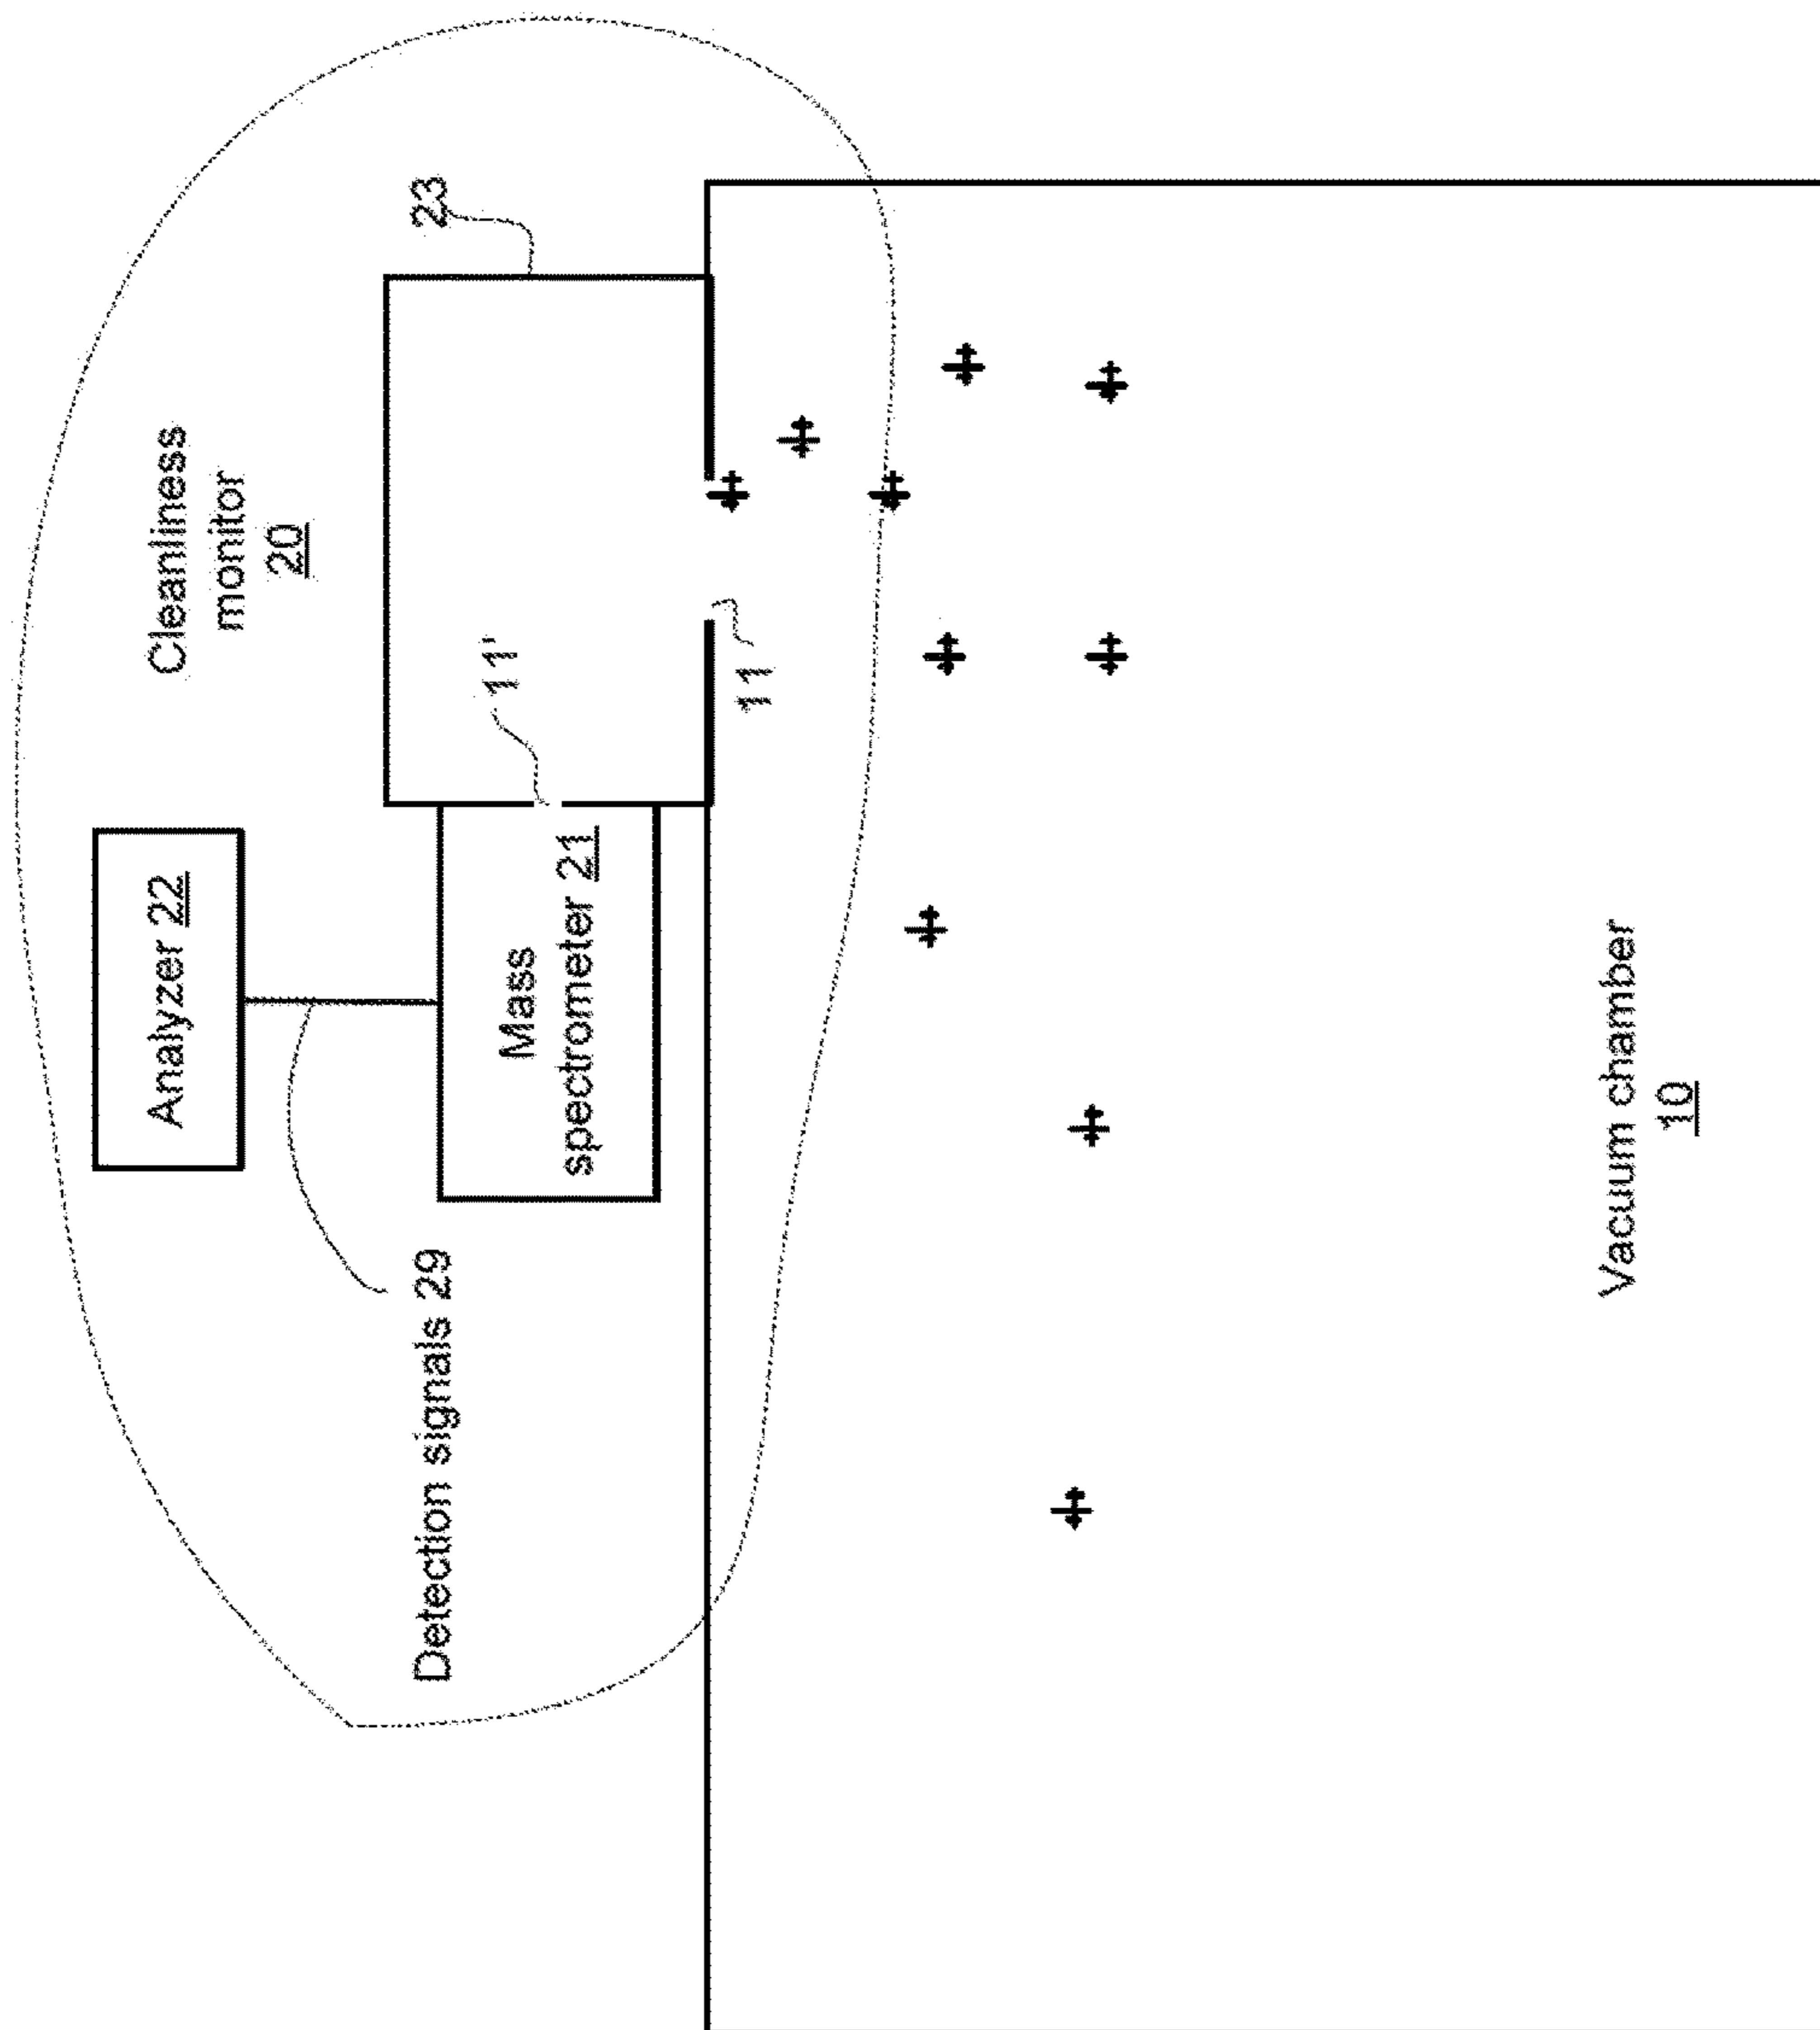 Cleanliness
monitor
20
23
Analyzer 22
11'
11
Mass
spectrometer 21
Detection signals 29
Vacuum chamber
10